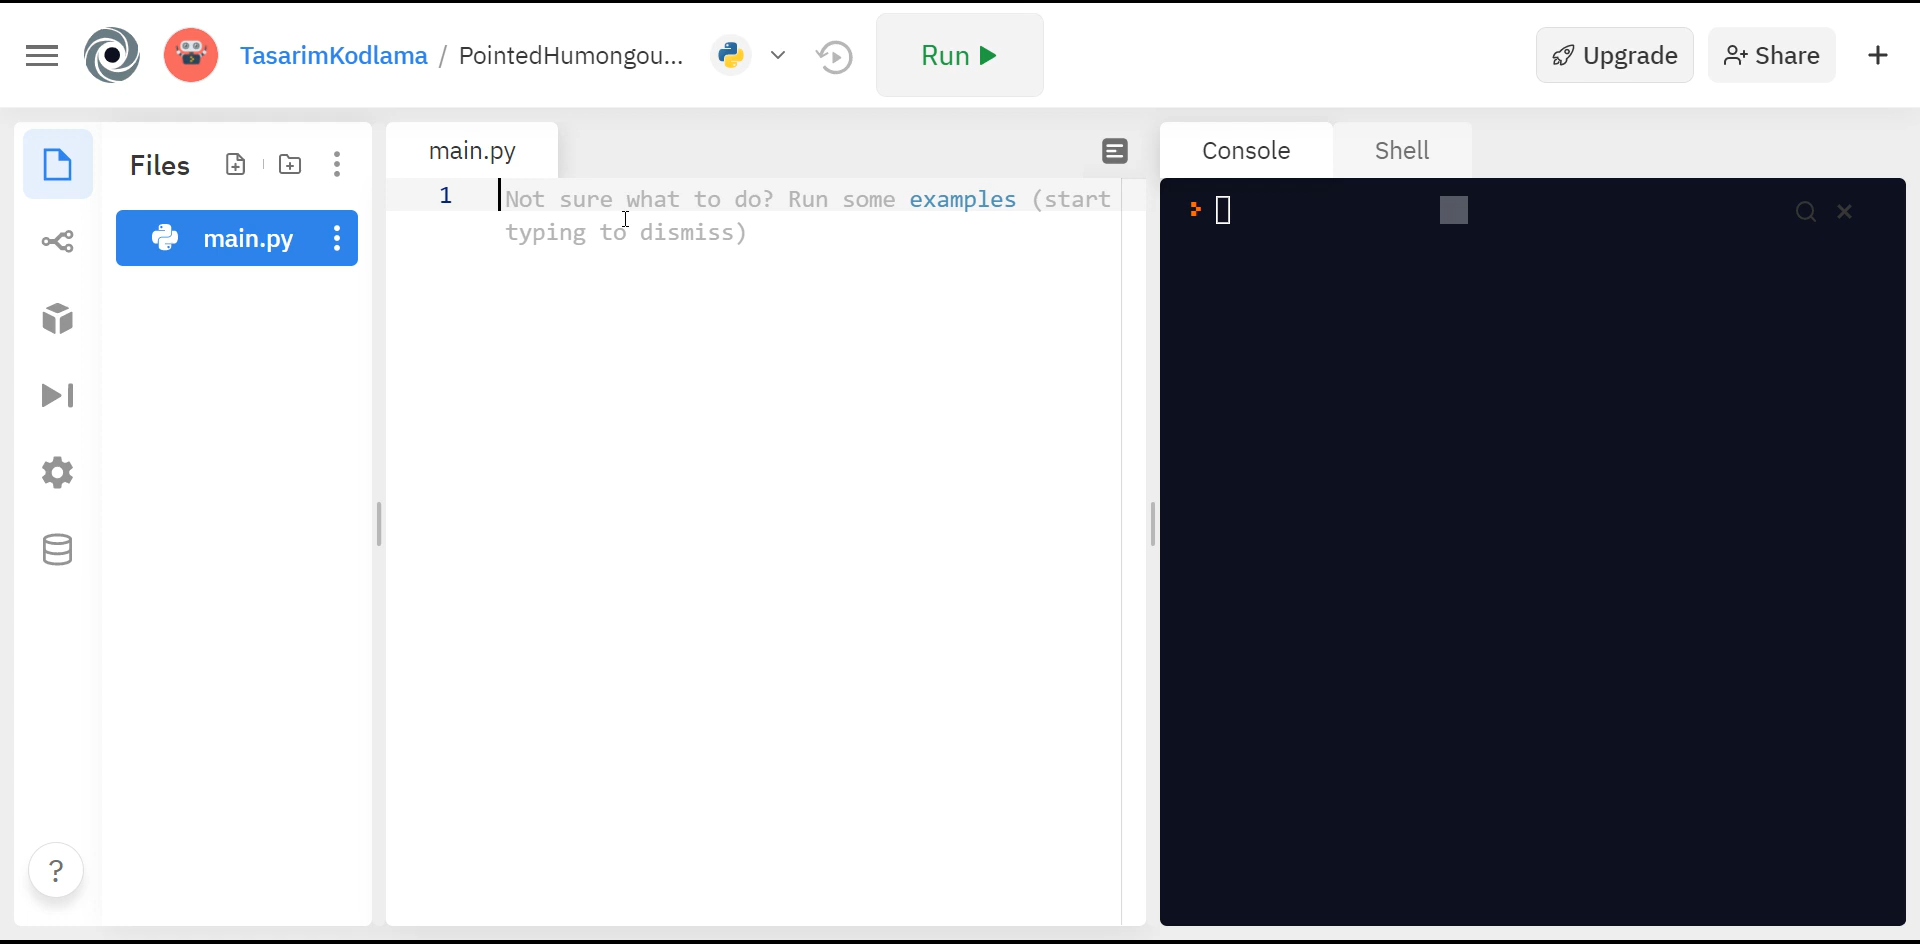 TasarimKodlama / PointedHumongou...
Run
Upgrade
Share
Files
main.py
main.py
1
Not sure what to do? Run some examples (start
typing to dismiss)
Console
Shell
?